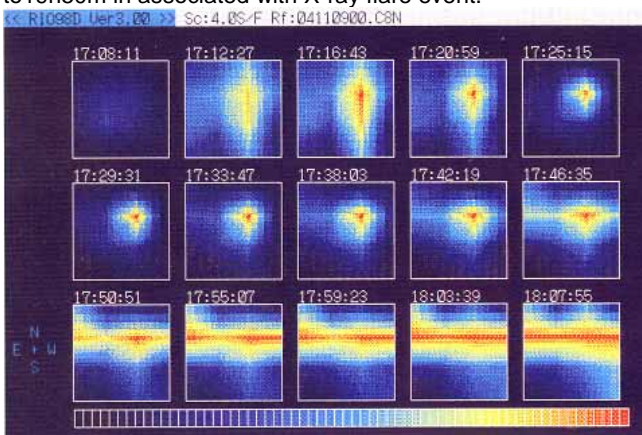 in associated with X-ray flare event.
<< RIO98D Ver3.00 >> Sc:4.0S/F Rf:04110900.C8N
17:08:11 17:12:27 17:16:43 17:20:59 17:25:15
17:29:31 17:33:47 17:38:03 17:42:19 17:46:35
17:50:51 17:55:07 17:59:23 18:03:39 18:07:55
N
E + W
S